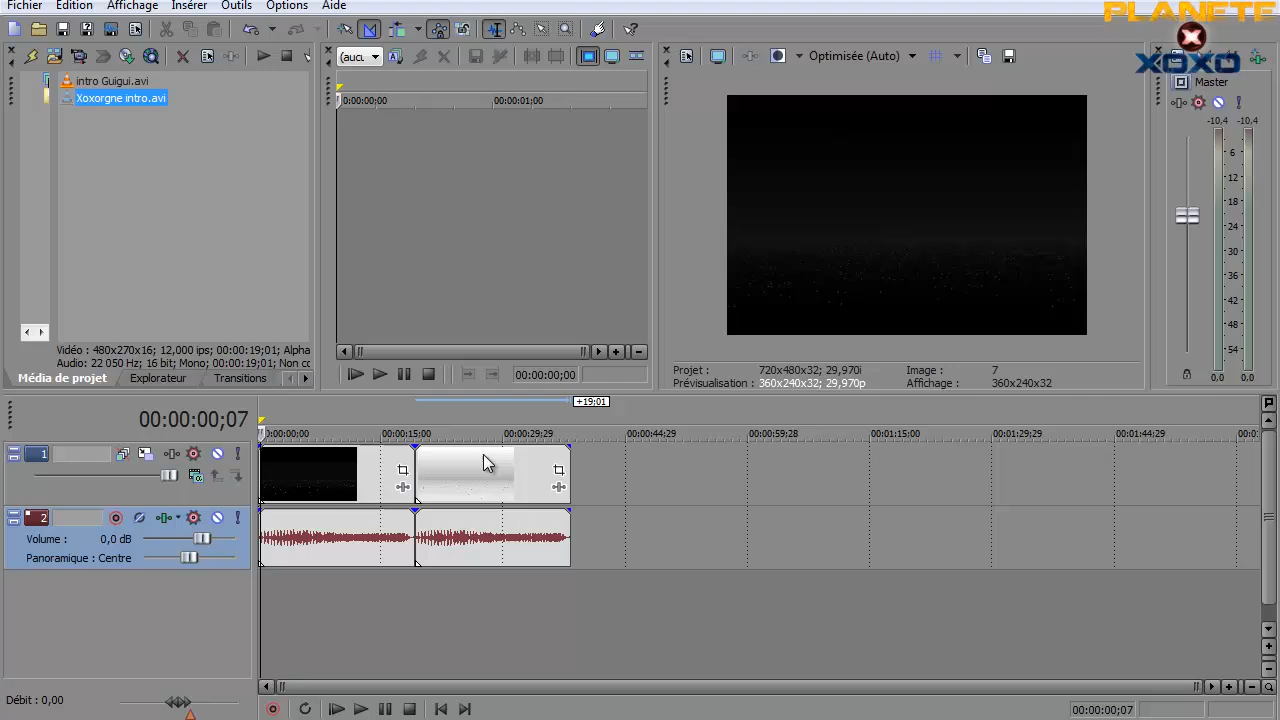 Fichier Edition Affichage Insérer Outils Options Aide
PLANETE
XOXO
(aucu
Optimisée (Auto)
intro Guigui.avi
Xoxorgne intro.avi
Master
-10,4 -10,4
0:00:00;00 00:00:01;00
6
12
18
24
30
36
42
48
54
0,0 0,0
Vidéo : 480x270x16; 12,000 ips; 00:00:19;01; Alpha
Audio: 22 050 Hz; 16 bit; Mono; 00:00:19;01; Non co
Média de projet Explorateur Transitions
00:00:00;00
Projet : 720x480x32; 29,970i Image : 7
Prévisualisation : 360x240x32; 29,970p Affichage : 360x240x32
+19;01
00:00:00;07
0:00:00;00 00:00:15;00 00:00:29;29 00:00:44;29 00:00:59;28 00:01:15;00 00:01:29;29 00:01:44;29 00:01:
1
2
Volume : 0,0 dB
Panoramique : Centre
Débit : 0,00
00:00:00;07